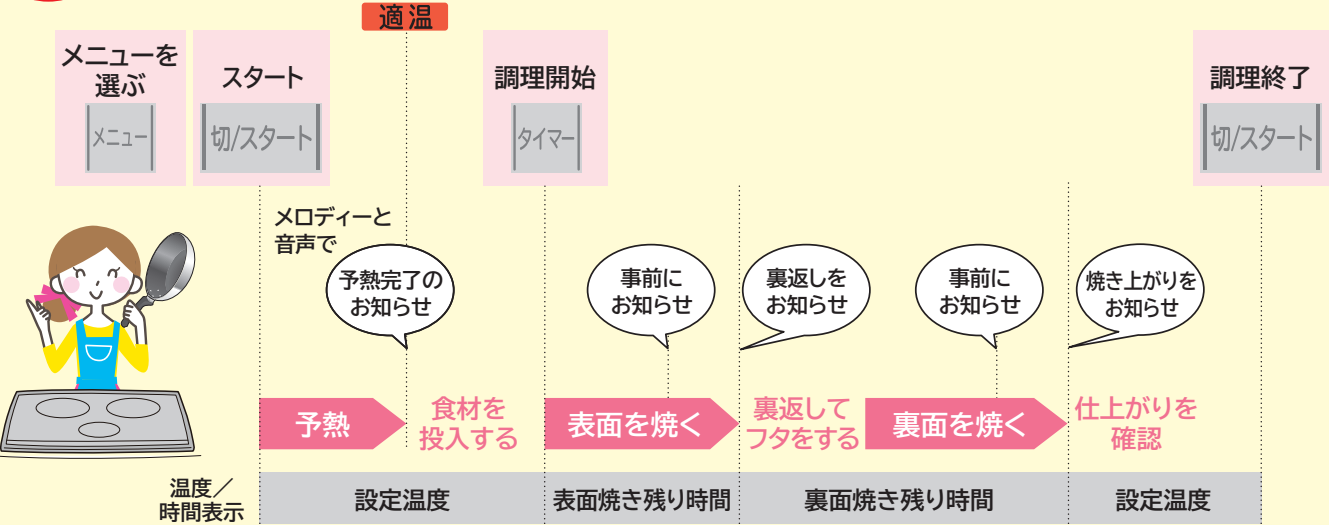 適温
メニューを
選ぶ
メニュー
スタート
切/スタート
調理開始
タイマー
調理終了
切/スタート
メロディーと
音声で
予熱完了の
お知らせ
事前に
お知らせ
裏返しを
お知らせ
事前に
お知らせ
焼き上がりを
お知らせ
予熱
食材を
投入する
表面を焼く
裏返して
フタをする
裏面を焼く
仕上がりを
確認
温度／
時間表示
設定温度
表面焼き残り時間
裏面焼き残り時間
設定温度